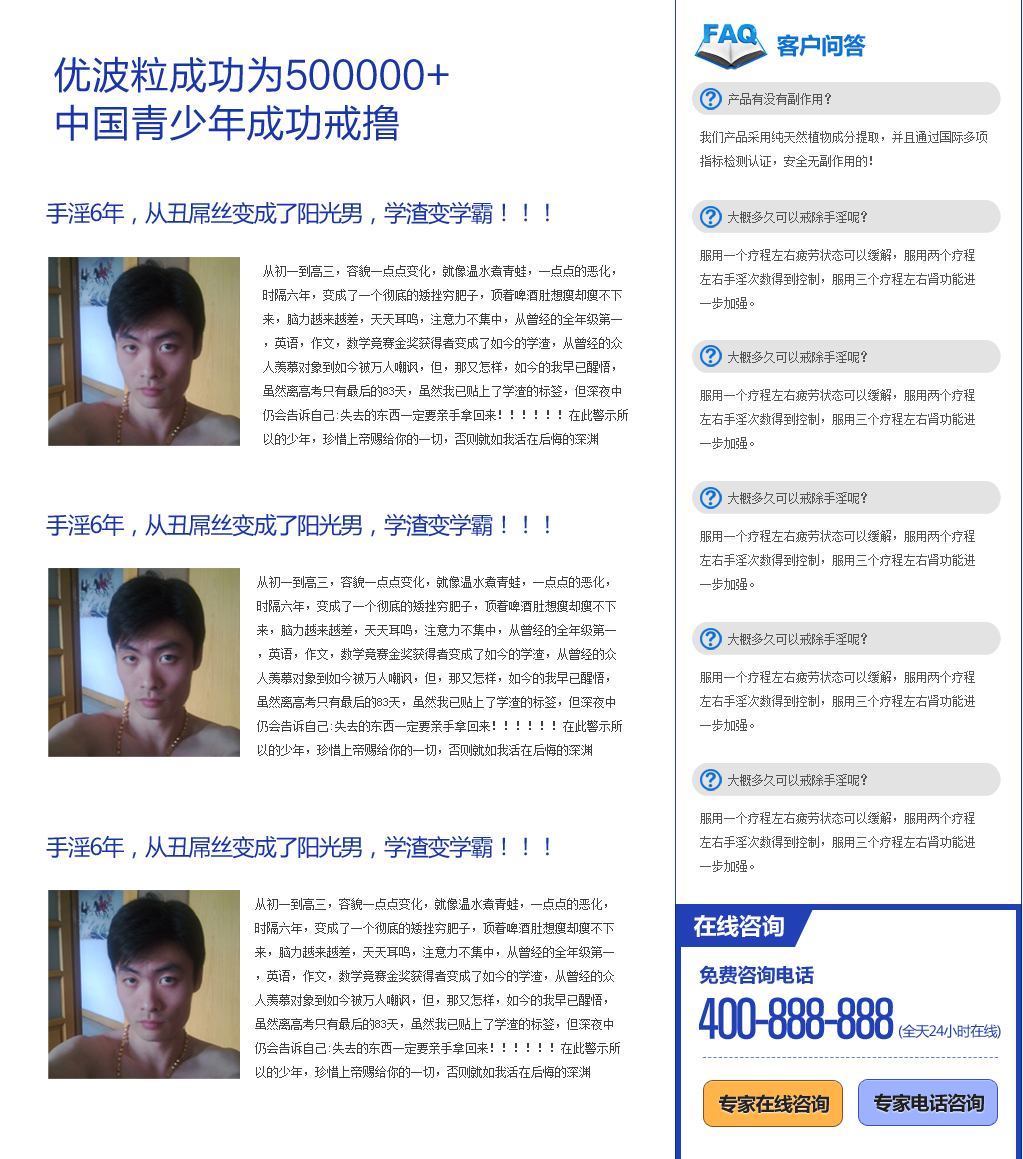 优波粒成功为500000+
中国青少年成功戒撸
手淫6年，从丑屌丝变成了阳光男，学渣变学霸！！！
从初一到高三，容貌一点点变化，就像温水煮青蛙，一点点的恶化，
时隔六年，变成了一个彻底的矮挫穷肥子，顶着啤酒肚想瘦却瘦不下
来，脑力越来越差，天天耳鸣，注意力不集中，从曾经的全年级第一
，英语，作文，数学竞赛金奖获得者变成了如今的学渣，从曾经的众
人羡慕对象到如今被万人嘲讽，但，那又怎样，如今的我早已醒悟，
虽然离高考只有最后的83天，虽然我已贴上了学渣的标签，但深夜中
仍会告诉自己:失去的东西一定要亲手拿回来！！！！！！在此警示所
以的少年，珍惜上帝赐给你的一切，否则就如我活在后悔的深渊
手淫6年，从丑屌丝变成了阳光男，学渣变学霸！！！
从初一到高三，容貌一点点变化，就像温水煮青蛙，一点点的恶化，
时隔六年，变成了一个彻底的矮挫穷肥子，顶着啤酒肚想瘦却瘦不下
来，脑力越来越差，天天耳鸣，注意力不集中，从曾经的全年级第一
，英语，作文，数学竞赛金奖获得者变成了如今的学渣，从曾经的众
人羡慕对象到如今被万人嘲讽，但，那又怎样，如今的我早已醒悟，
虽然离高考只有最后的83天，虽然我已贴上了学渣的标签，但深夜中
仍会告诉自己:失去的东西一定要亲手拿回来！！！！！！在此警示所
以的少年，珍惜上帝赐给你的一切，否则就如我活在后悔的深渊
手淫6年，从丑屌丝变成了阳光男，学渣变学霸！！！
从初一到高三，容貌一点点变化，就像温水煮青蛙，一点点的恶化，
时隔六年，变成了一个彻底的矮挫穷肥子，顶着啤酒肚想瘦却瘦不下
来，脑力越来越差，天天耳鸣，注意力不集中，从曾经的全年级第一
，英语，作文，数学竞赛金奖获得者变成了如今的学渣，从曾经的众
人羡慕对象到如今被万人嘲讽，但，那又怎样，如今的我早已醒悟，
虽然离高考只有最后的83天，虽然我已贴上了学渣的标签，但深夜中
仍会告诉自己:失去的东西一定要亲手拿回来！！！！！！在此警示所
以的少年，珍惜上帝赐给你的一切，否则就如我活在后悔的深渊
FAQ 客户问答
? 产品有没有副作用？
我们产品采用纯天然植物成分提取，并且通过国际多项
指标检测认证，安全无副作用的！
? 大概多久可以戒除手淫呢？
服用一个疗程左右疲劳状态可以缓解，服用两个疗程
左右手淫次数得到控制，服用三个疗程左右肾功能进
一步加强。
? 大概多久可以戒除手淫呢？
服用一个疗程左右疲劳状态可以缓解，服用两个疗程
左右手淫次数得到控制，服用三个疗程左右肾功能进
一步加强。
? 大概多久可以戒除手淫呢？
服用一个疗程左右疲劳状态可以缓解，服用两个疗程
左右手淫次数得到控制，服用三个疗程左右肾功能进
一步加强。
? 大概多久可以戒除手淫呢？
服用一个疗程左右疲劳状态可以缓解，服用两个疗程
左右手淫次数得到控制，服用三个疗程左右肾功能进
一步加强。
? 大概多久可以戒除手淫呢？
服用一个疗程左右疲劳状态可以缓解，服用两个疗程
左右手淫次数得到控制，服用三个疗程左右肾功能进
一步加强。
在线咨询
免费咨询电话
400-888-888 (全天24小时在线)
专家在线咨询 专家电话咨询